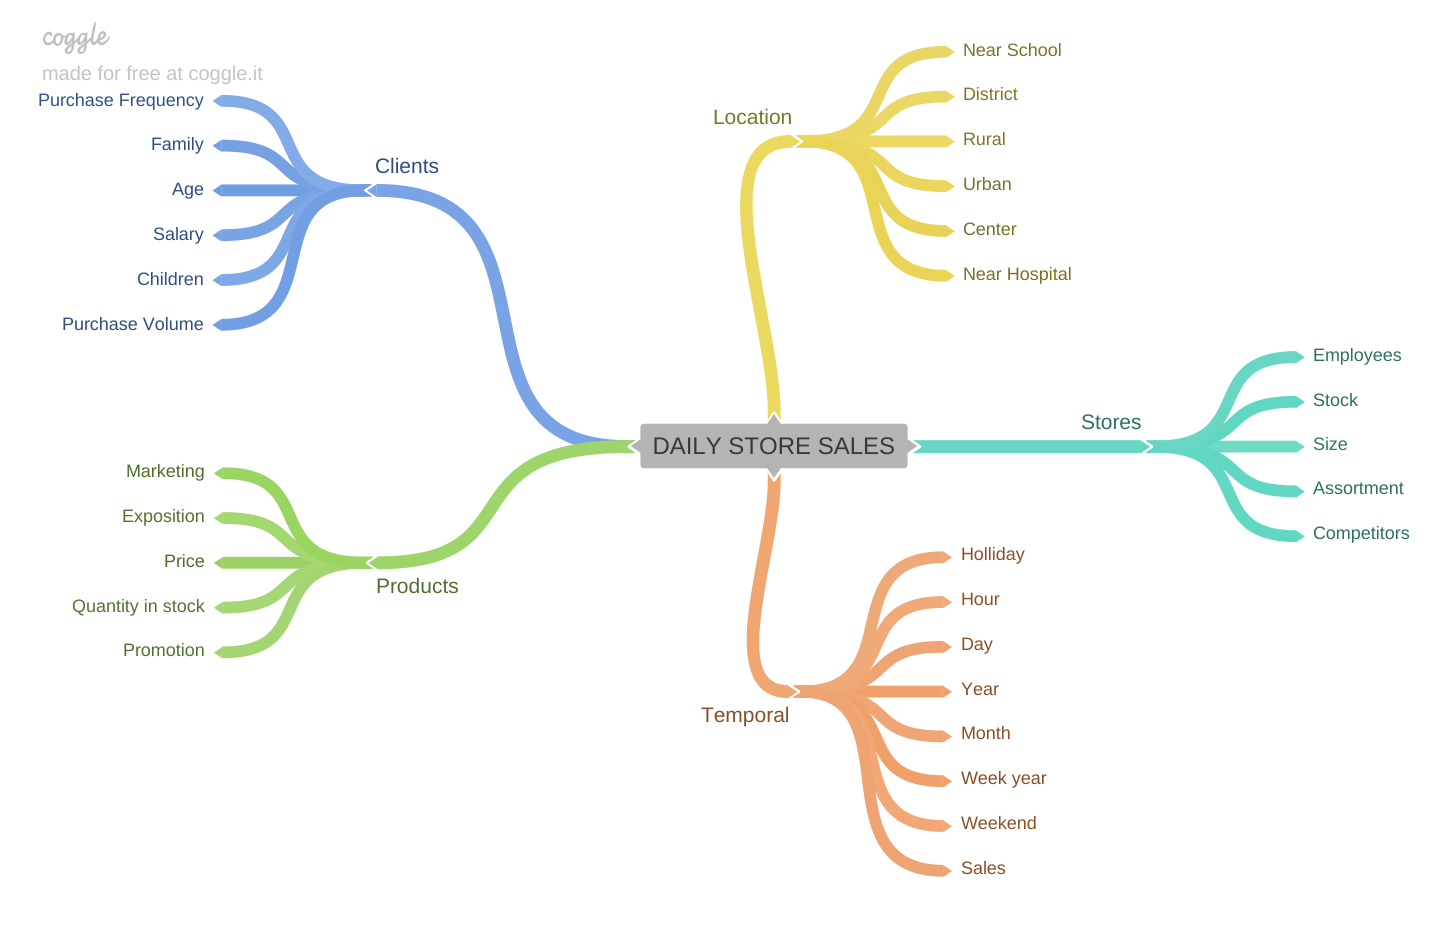 coggle
made for free at coggle.it
Purchase Frequency
Family
Age
Salary
Children
Purchase Volume
Clients
Marketing
Exposition
Price
Quantity in stock
Promotion
Products
DAILY STORE SALES
Location
Near School
District
Rural
Urban
Center
Near Hospital
Stores
Employees
Stock
Size
Assortment
Competitors
Temporal
Holliday
Hour
Day
Year
Month
Week year
Weekend
Sales